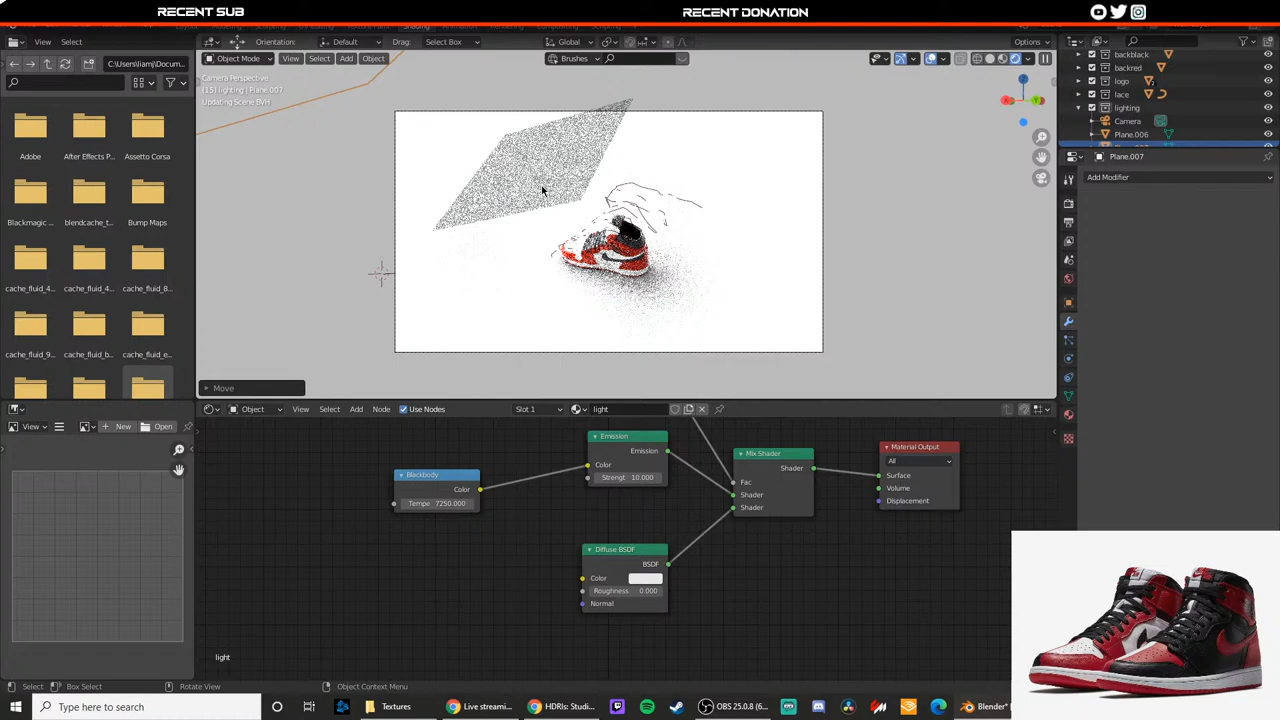 RECENT SUB
RECENT DONATION
File View Select
Orientation: Default Drag: Select Box Global Options
Object Mode View Select Add Object Brushes
C:\Users\liamj\Docum...
Camera Perspective
(15) lighting | Plane.007
Updating Scene BVH
Adobe After Effects P... Assetto Corsa
Blackmagic ... blendcache_t... Bump Maps
cache_fluid_4... cache_fluid_4... cache_fluid_8...
cache_fluid_9... cache_fluid_b... cache_fluid_e...
Move
backblack
backred
logo
lace
lighting
Camera
Plane.006
Plane.007
Add Modifier
View New Open
Object View Select Add Node Use Nodes Slot 1 light
Blackbody
Color
Tempe 7250.000
Emission
Emission
Color
Strengt 10.000
Diffuse BSDF
BSDF
Color
Roughness 0.000
Normal
Mix Shader
Shader
Fac
Shader
Shader
Material Output
All
Surface
Volume
Displacement
light
Select Box Select Rotate View Object Context Menu
Type here to search Textures Live streami... HDRIs: Studi... OBS 25.0.8 (6... Blender*